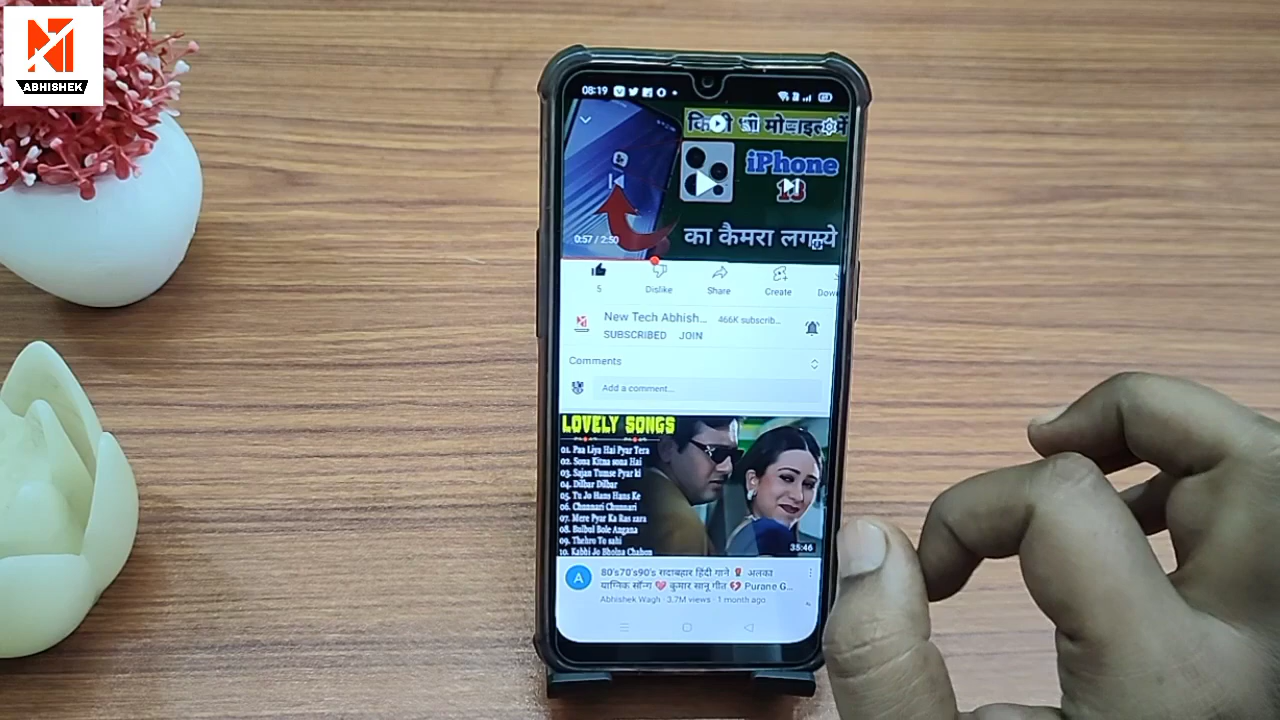 ABHISHEK
08:19
किसी भी मोबाइल में
iPhone
13
का कैमरा लगाये
0:57 / 2:50
5
Dislike
Share
Create
Dow
New Tech Abhish...
466K subscrib...
SUBSCRIBED
JOIN
Comments
Add a comment...
LOVELY SONGS
01. Paa Liya Hai Pyar Tera
02. Sona Kitna sona Hai
03. Sajan Tumse Pyar ki
04. Dilbar Dilbar
05. Tu Jo Hans Hans Ke
06. Chunnari Chunnari
07. Mere Pyar Ka Ras zara
08. Bulbul Bole Angana
09. Thehro To sahi
10. Kabhi Jo Bholna Chahen
35:46
A
80's70's90's सदाबहार हिंदी गाने 🌹 अलका
याग्निक सॉन्ग 💖 कुमार सानू गीत 💔 Purane G...
Abhishek Wagh · 3.7M views · 1 month ago